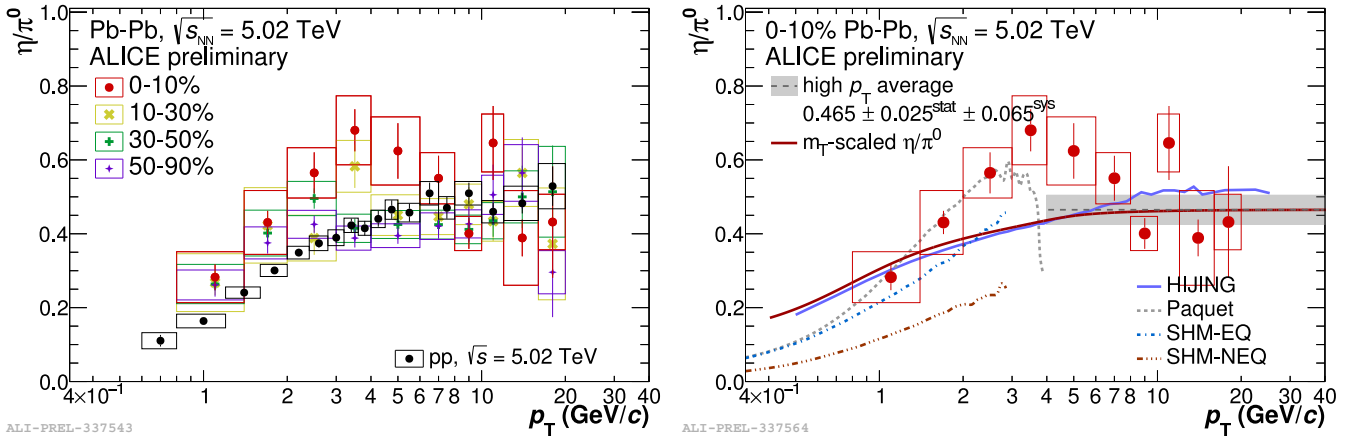 η/π⁰
Pb-Pb, √s_NN = 5.02 TeV
ALICE preliminary
0-10%
10-30%
30-50%
50-90%
pp, √s = 5.02 TeV
1.0
0.8
0.6
0.4
0.2
0.0
4×10⁻¹ 1 2 3 4 5 6 7 8 10 20 30 40
p_T (GeV/c)
ALI-PREL-337543
η/π⁰
0-10% Pb-Pb, √s_NN = 5.02 TeV
ALICE preliminary
high p_T average
0.465 ± 0.025^stat ± 0.065^sys
m_T-scaled η/π⁰
HIJING
Paquet
SHM-EQ
SHM-NEQ
1.0
0.8
0.6
0.4
0.2
0.0
4×10⁻¹ 1 2 3 4 5 6 7 8 10 20 30 40
p_T (GeV/c)
ALI-PREL-337564